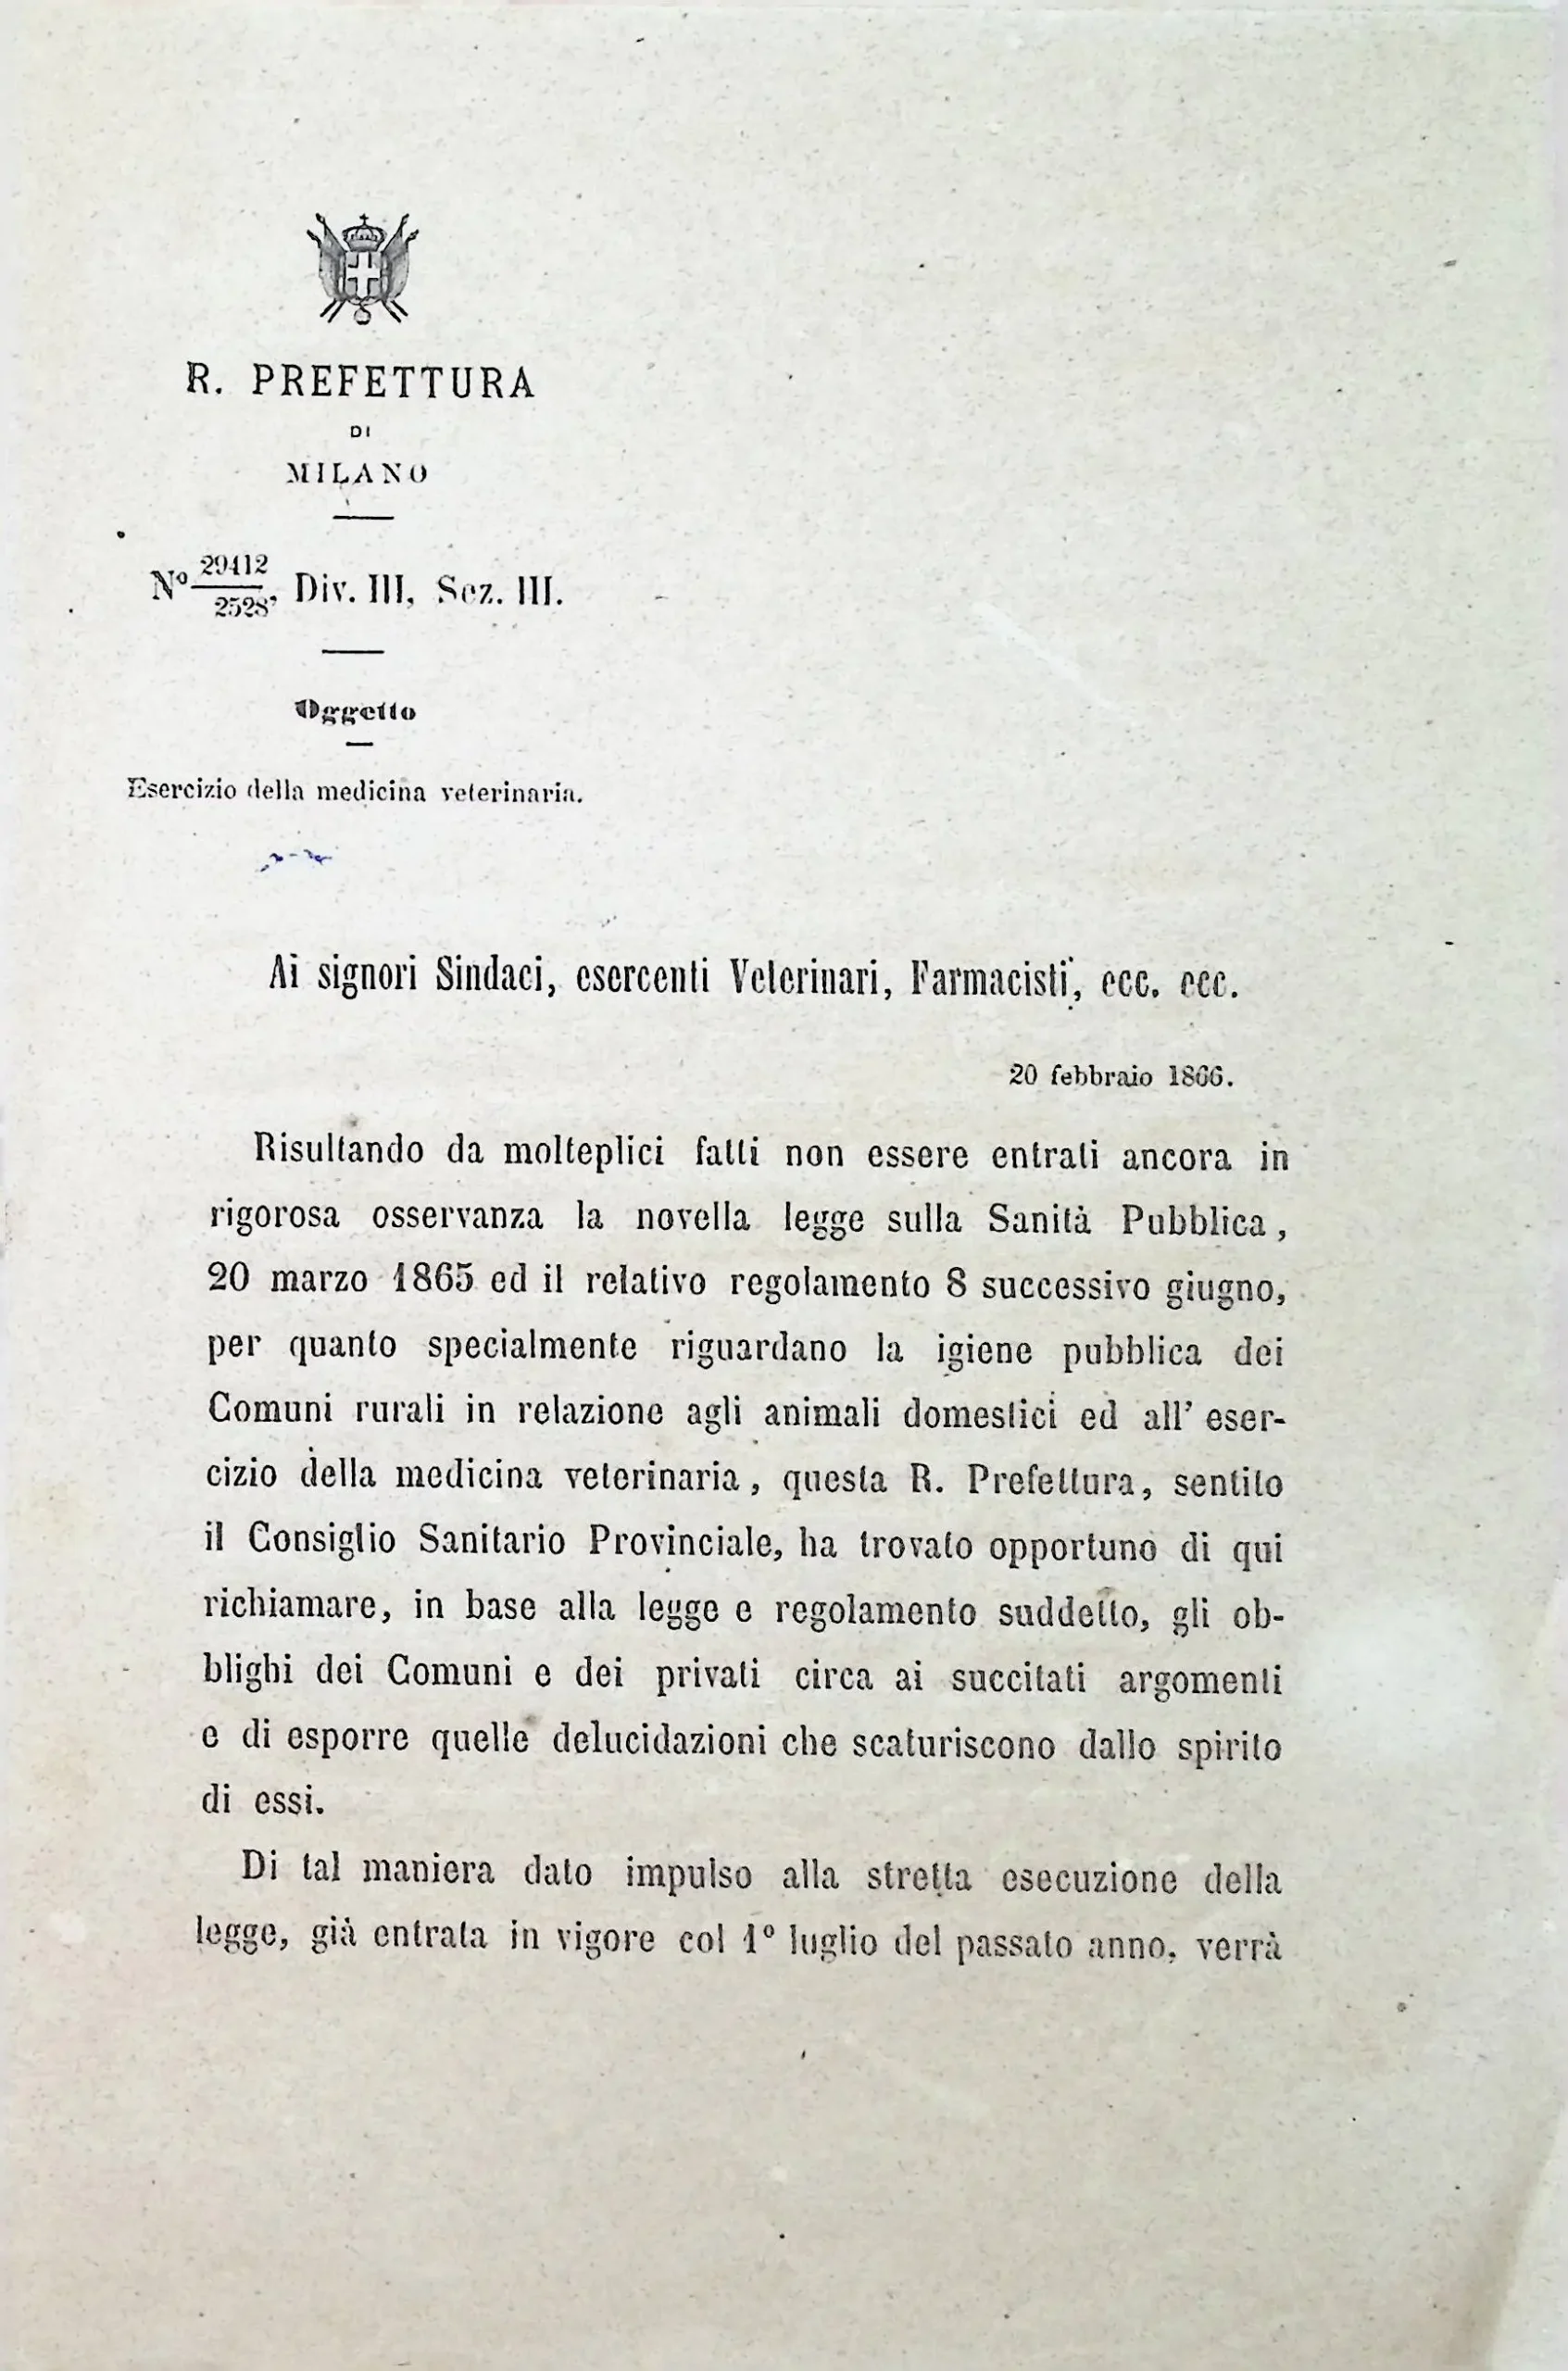 R. PREFETTURA
DI
MILANO
Nº 29412/2528, Div. III, Sez. III.
Oggetto
Esercizio della medicina veterinaria.
Ai signori Sindaci, esercenti Veterinari, Farmacisti, ecc. ecc.
20 febbraio 1866.
Risultando da molteplici fatti non essere entrati ancora in
rigorosa osservanza la novella legge sulla Sanità Pubblica,
20 marzo 1865 ed il relativo regolamento 8 successivo giugno,
per quanto specialmente riguardano la igiene pubblica dei
Comuni rurali in relazione agli animali domestici ed all' eser-
cizio della medicina veterinaria, questa R. Prefettura, sentito
il Consiglio Sanitario Provinciale, ha trovato opportuno di qui
richiamare, in base alla legge e regolamento suddetto, gli ob-
blighi dei Comuni e dei privati circa ai succitati argomenti
e di esporre quelle delucidazioni che scaturiscono dallo spirito
di essi.
Di tal maniera dato impulso alla stretta esecuzione della
legge, già entrata in vigore col 1º luglio del passato anno, verrà